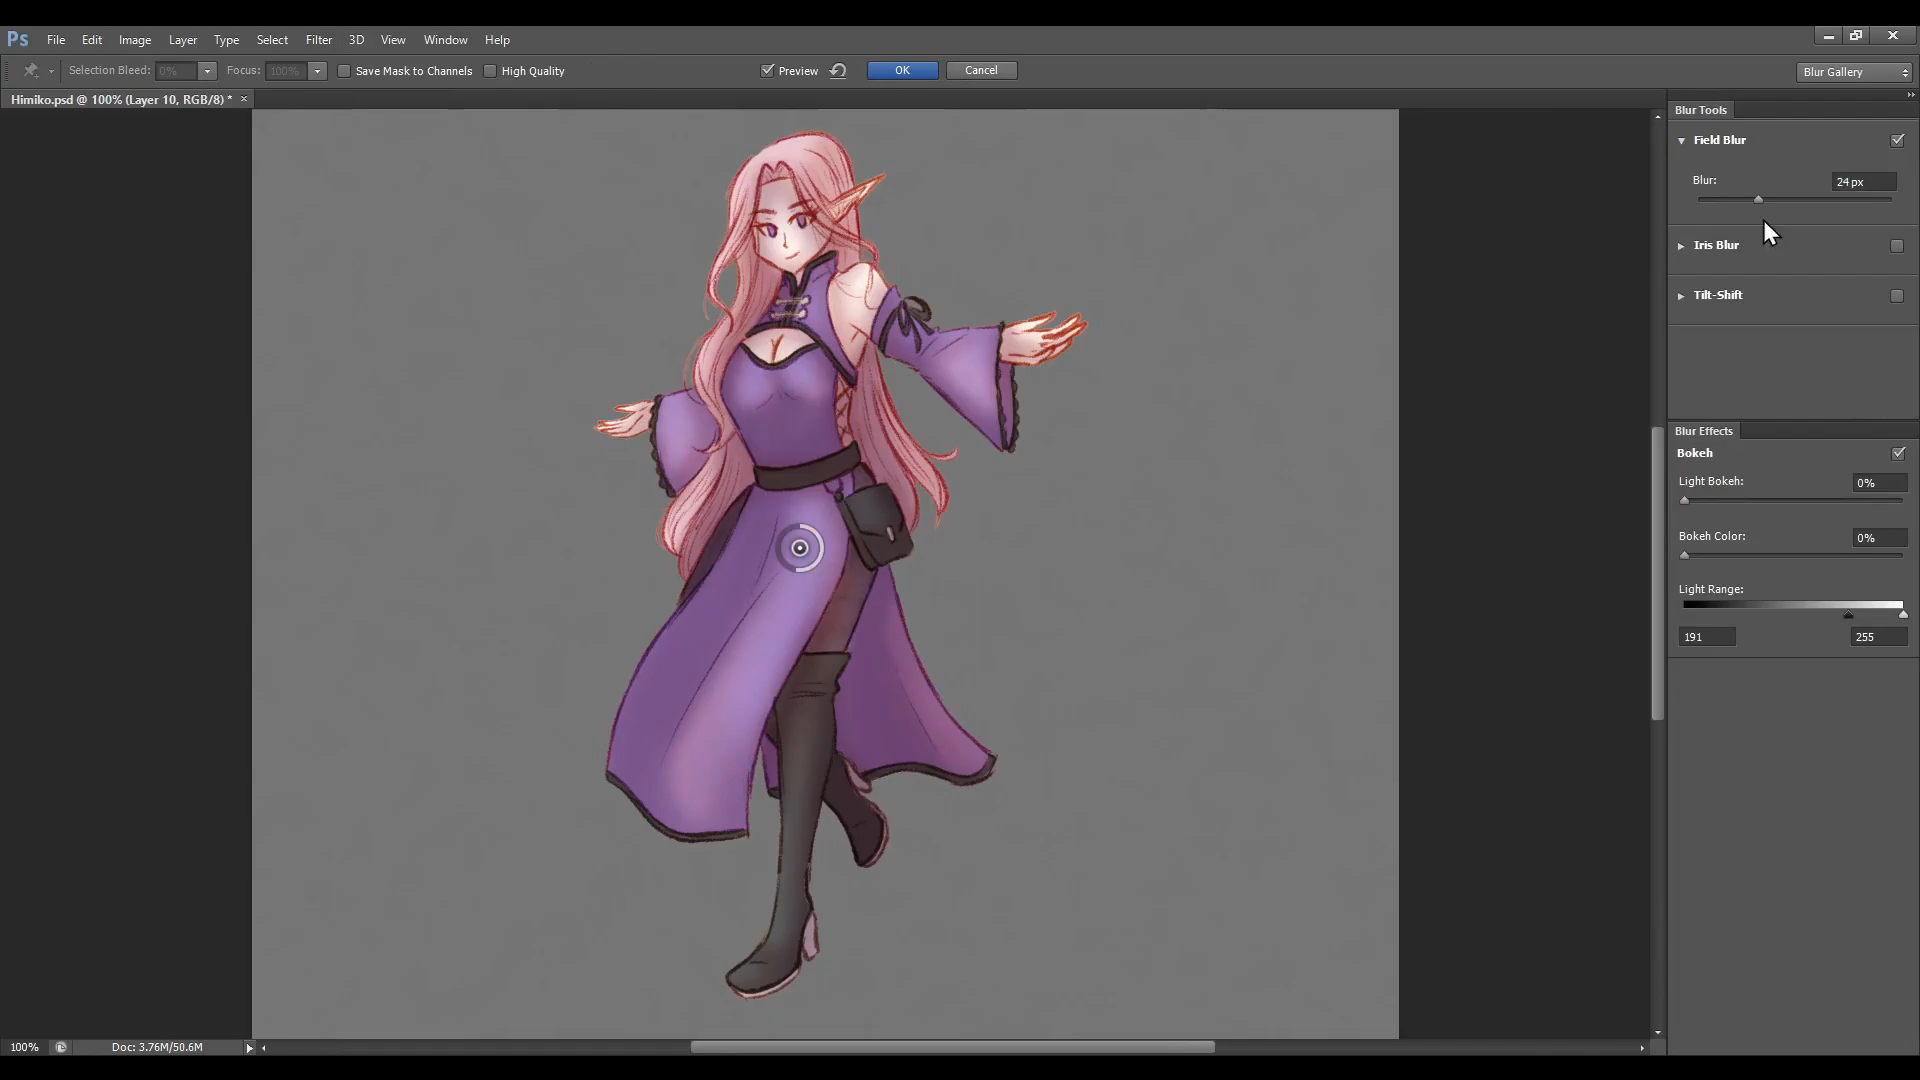 Ps File Edit Image Layer Type Select Filter 3D View Window Help
Selection Bleed: 0% Focus: 100% Save Mask to Channels High Quality Preview OK Cancel Blur Gallery
Himiko.psd @ 100% (Layer 10, RGB/8) * ×
Blur Tools
Field Blur
Blur: 24 px
Iris Blur
Tilt-Shift
Blur Effects
Bokeh
Light Bokeh: 0%
Bokeh Color: 0%
Light Range:
191 255
100% Doc: 3.76M/50.6M